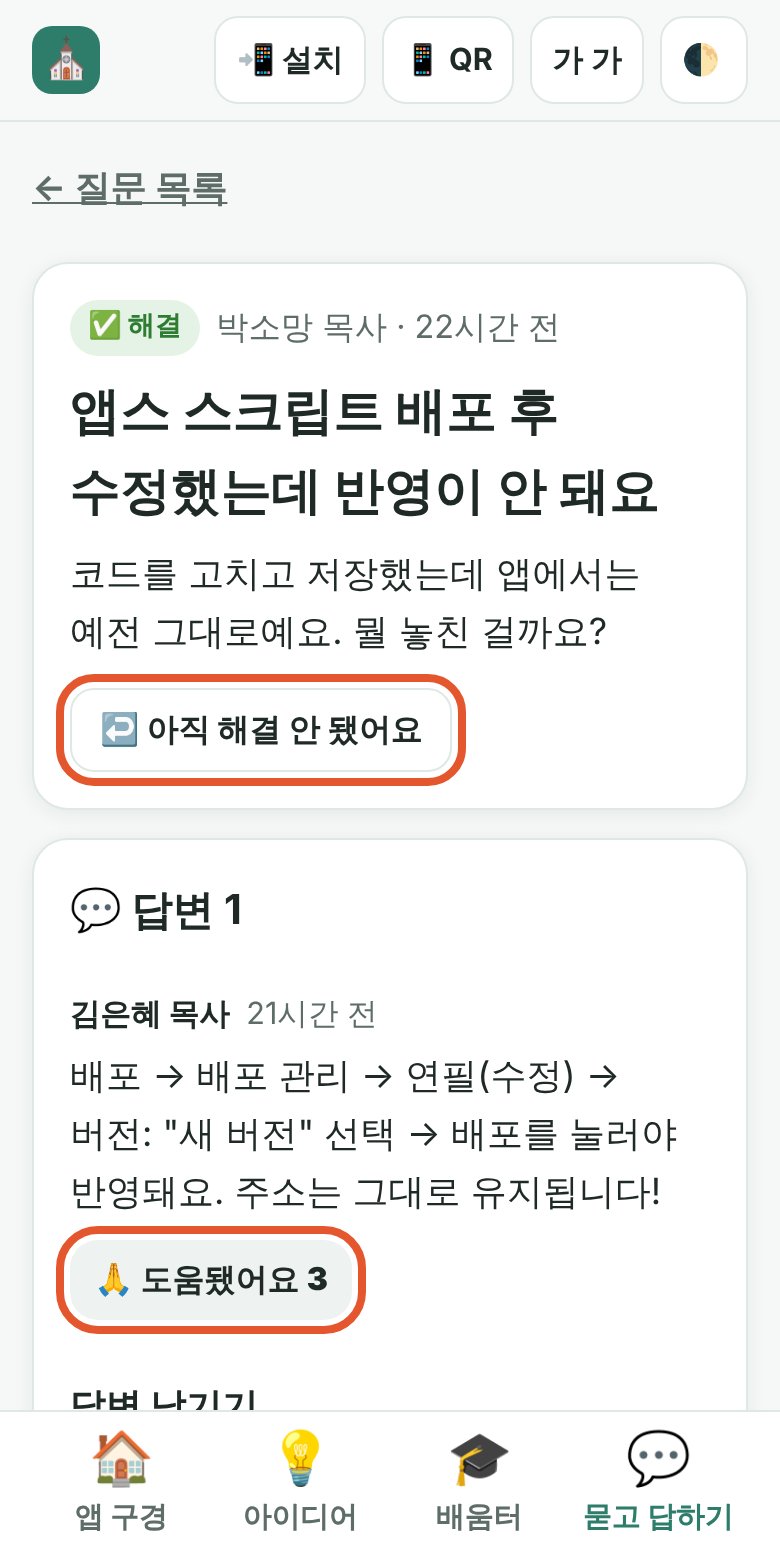 설치
QR
가 가
← 질문 목록
✅ 해결 박소망 목사 · 22시간 전
앱스 스크립트 배포 후
수정했는데 반영이 안 돼요
코드를 고치고 저장했는데 앱에서는
예전 그대로예요. 뭘 놓친 걸까요?
↩️ 아직 해결 안 됐어요
💬 답변 1
김은혜 목사 21시간 전
배포 → 배포 관리 → 연필(수정) →
버전: "새 버전" 선택 → 배포를 눌러야
반영돼요. 주소는 그대로 유지됩니다!
🙏 도움됐어요 3
답변 남기기
앱 구경
아이디어
배움터
묻고 답하기